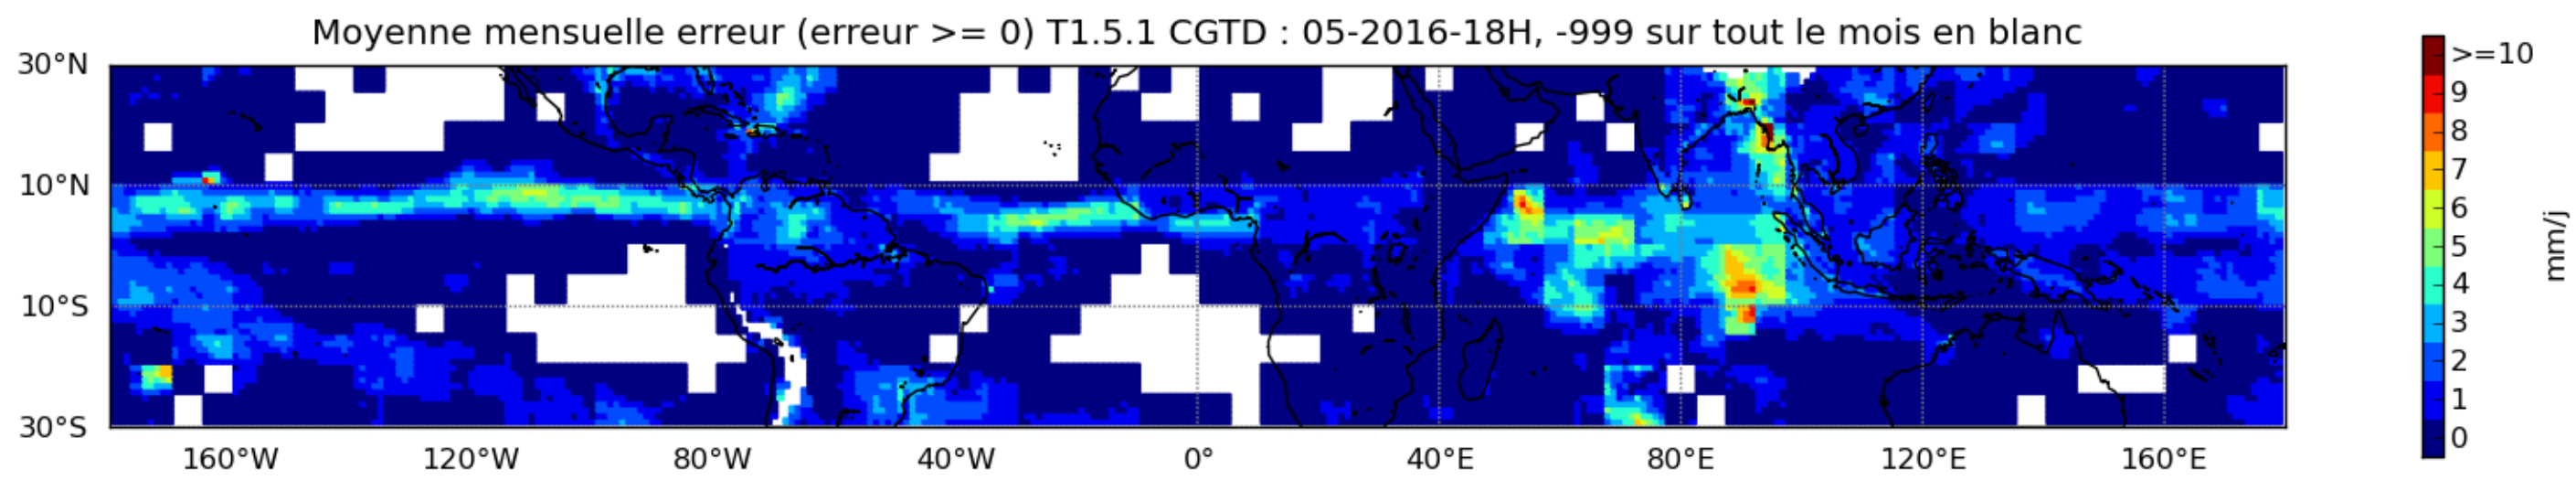 Moyenne mensuelle erreur (erreur >= 0) T1.5.1 CGTD : 05-2016-18H, -999 sur tout le mois en blanc
30°N
10°N
10°S
30°S
160°W 120°W 80°W 40°W 0° 40°E 80°E 120°E 160°E
>=10
9
8
7
6
5
4
3
2
1
0
mm/j